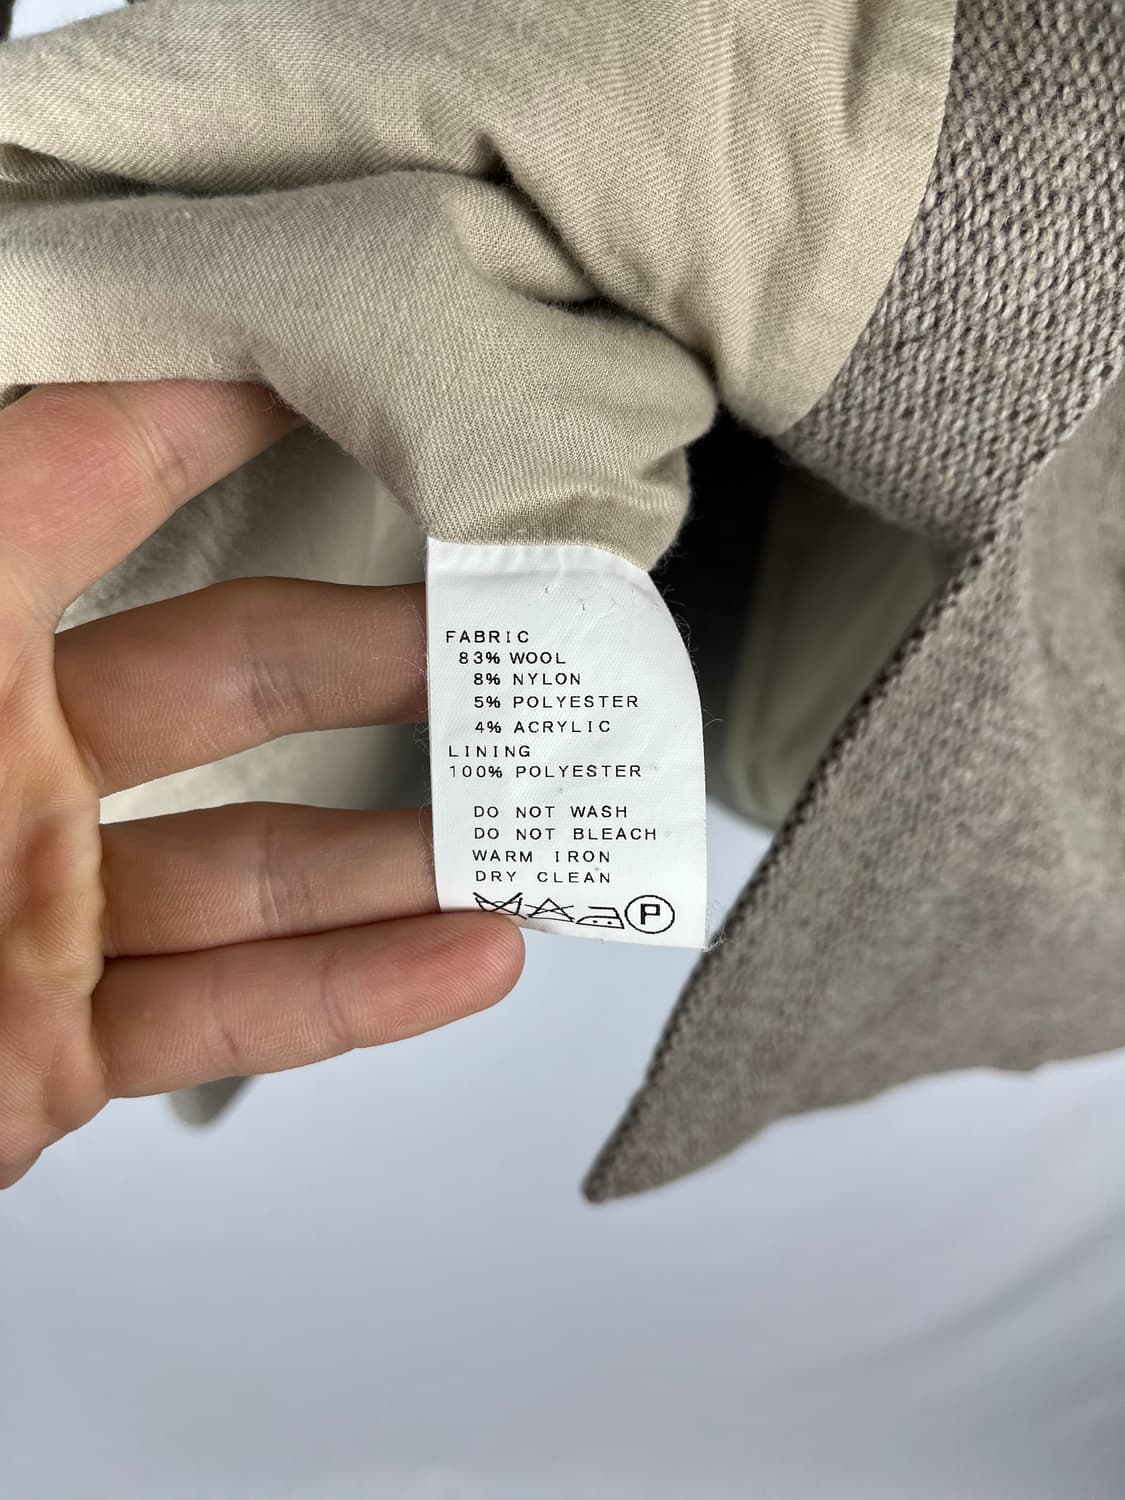 FABRIC
83% WOOL
8% NYLON
5% POLYESTER
4% ACRYLIC
LINING
100% POLYESTER
DO NOT WASH
DO NOT BLEACH
WARM IRON
DRY CLEAN
P